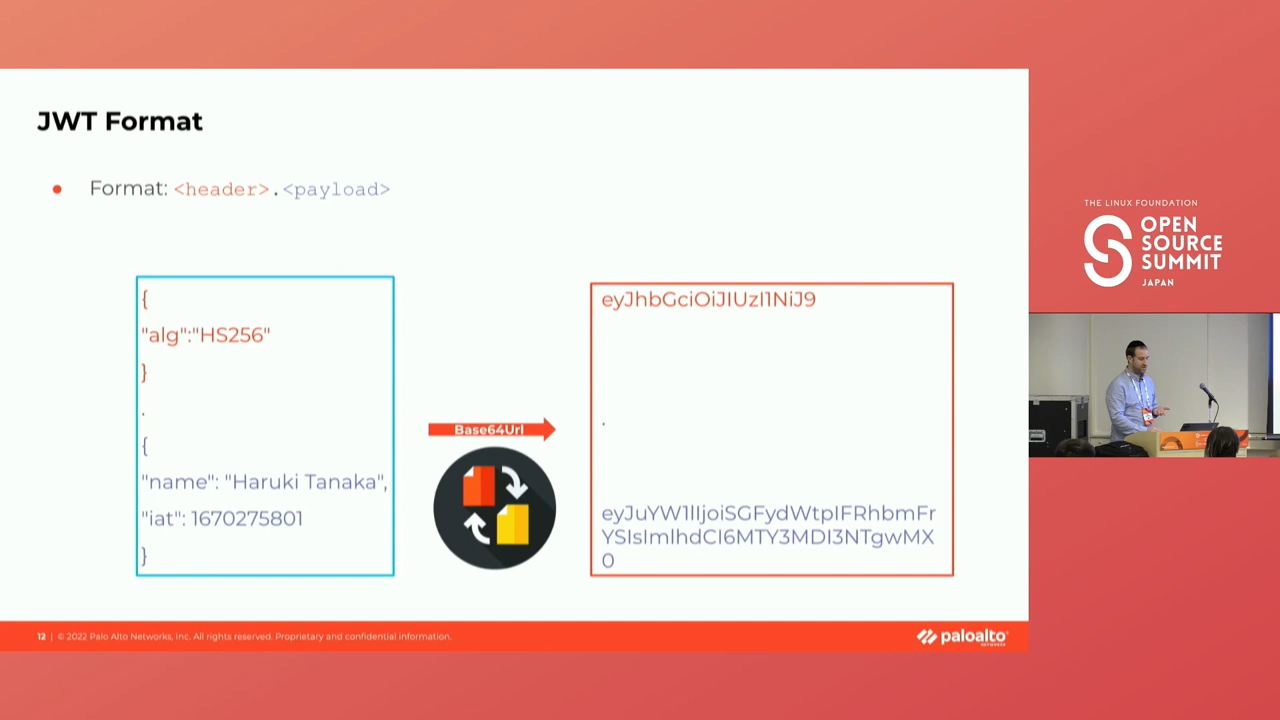 JWT Format
Format: <header>.<payload>
{
"alg":"HS256"
}
.
{
"name": "Haruki Tanaka",
"iat": 1670275801
}
Base64Url
eyJhbGciOiJIUzI1NiJ9
.
eyJuYW1lIjoiSGFydWtpIFRhbmFr
YSIsImlhdCI6MTY3MDI3NTgwMX
0
12 | © 2022 Palo Alto Networks, Inc. All rights reserved. Proprietary and confidential information.
paloalto
NETWORKS
THE LINUX FOUNDATION
OPEN
SOURCE
SUMMIT
JAPAN